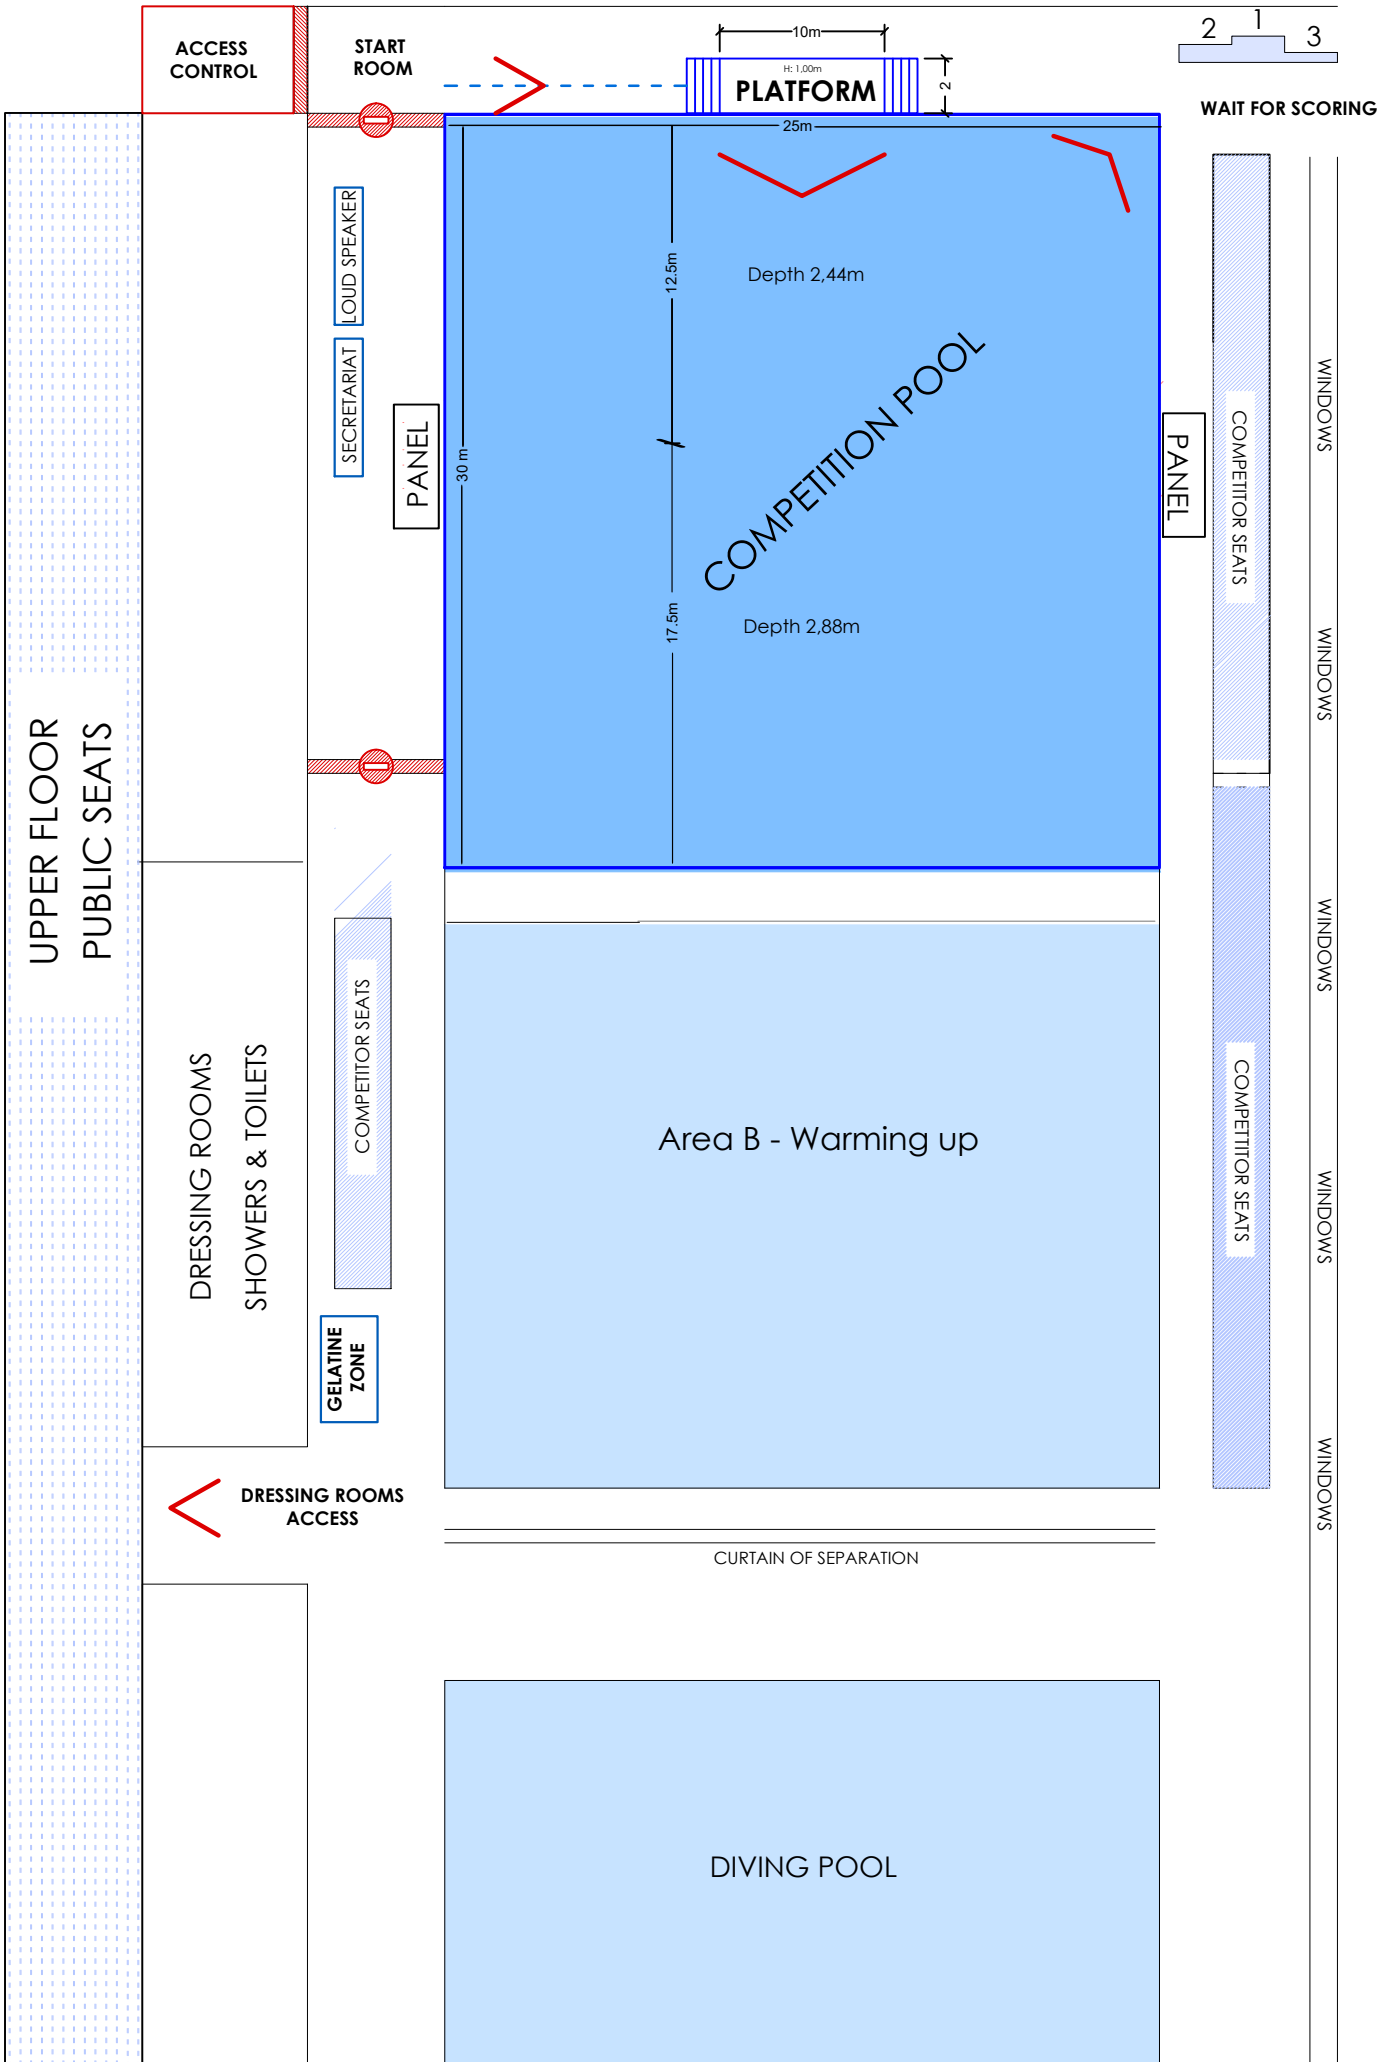 ACCESS
CONTROL
START
ROOM
10m
H: 1,00m
PLATFORM
2
2
1
3
WAIT FOR SCORING
25m
LOUD SPEAKER
SECRETARIAT
PANEL
30 m
12.5m
Depth 2,44m
COMPETITION POOL
17.5m
Depth 2,88m
PANEL
COMPETITOR SEATS
WINDOWS
WINDOWS
WINDOWS
WINDOWS
WINDOWS
UPPER FLOOR
PUBLIC SEATS
DRESSING ROOMS
SHOWERS & TOILETS
COMPETITOR SEATS
Area B - Warming up
COMPETITOR SEATS
GELATINE
ZONE
DRESSING ROOMS
ACCESS
CURTAIN OF SEPARATION
DIVING POOL